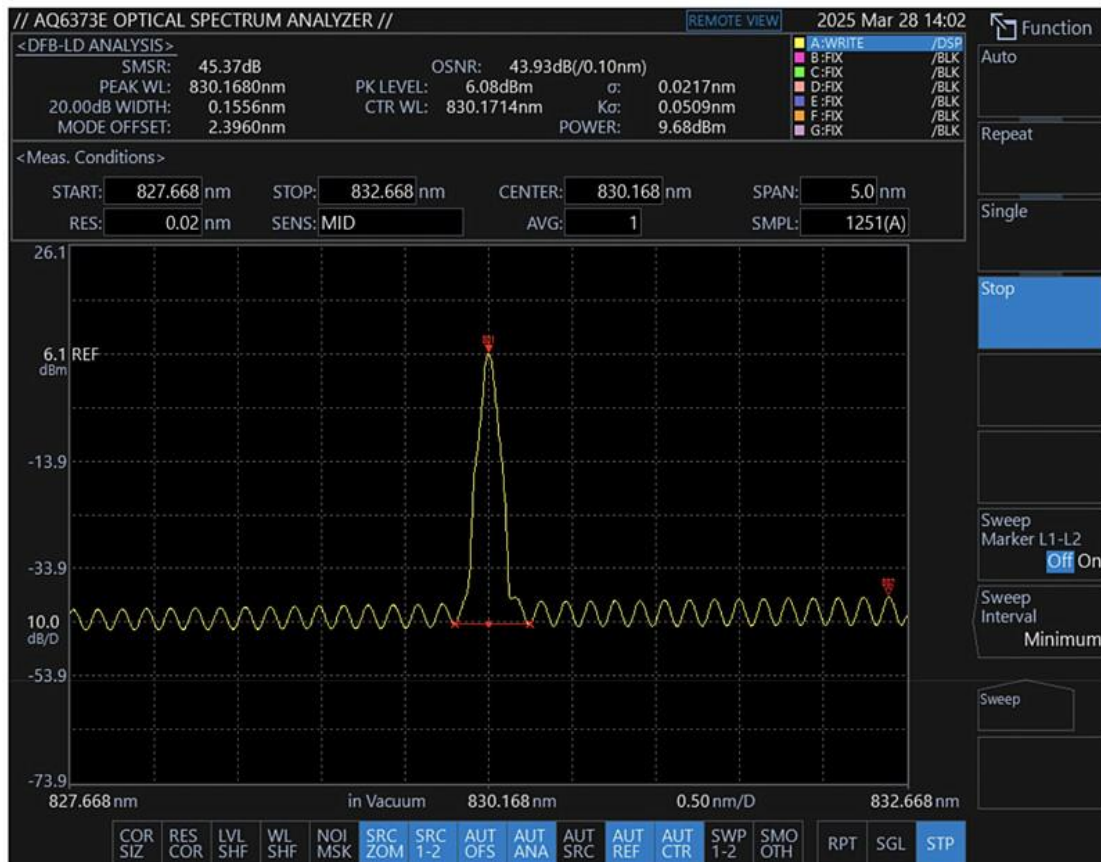 // AQ6373E OPTICAL SPECTRUM ANALYZER //
REMOTE VIEW
2025 Mar 28 14:02
<DFB-LD ANALYSIS>
SMSR: 45.37dB OSNR: 43.93dB(/0.10nm)
PEAK WL: 830.1680nm PK LEVEL: 6.08dBm σ: 0.0217nm
20.00dB WIDTH: 0.1556nm CTR WL: 830.1714nm Kσ: 0.0509nm
MODE OFFSET: 2.3960nm POWER: 9.68dBm
A:WRITE /DSP
B:FIX /BLK
C:FIX /BLK
D:FIX /BLK
E:FIX /BLK
F:FIX /BLK
G:FIX /BLK
<Meas. Conditions>
START: 827.668 nm STOP: 832.668 nm CENTER: 830.168 nm SPAN: 5.0 nm
RES: 0.02 nm SENS: MID AVG: 1 SMPL: 1251(A)
26.1
6.1 REF
dBm
-13.9
-33.9
10.0
dB/D
-53.9
-73.9
827.668 nm in Vacuum 830.168 nm 0.50 nm/D 832.668 nm
COR SIZ
RES COR
LVL SHF
WL SHF
NOI MSK
SRC ZOM
SRC 1-2
AUT OFS
AUT ANA
AUT SRC
AUT REF
AUT CTR
SWP 1-2
SMO OTH
RPT
SGL
STP
Function
Auto
Repeat
Single
Stop
Sweep
Marker L1-L2
Off On
Sweep
Interval
Minimum
Sweep